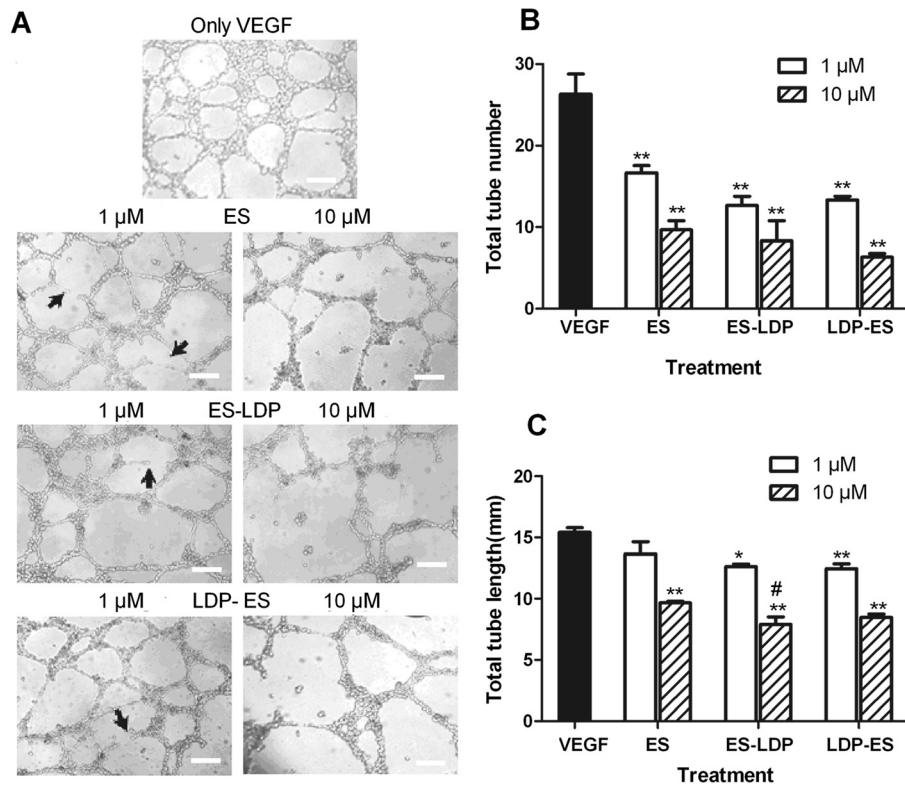 A
Only VEGF
1 µM ES 10 µM
1 µM ES-LDP 10 µM
1 µM LDP- ES 10 µM
B
Total tube number
30
20
10
0
1 µM
10 µM
**
**
**
**
**
**
VEGF ES ES-LDP LDP-ES
Treatment
C
Total tube length(mm)
20
15
10
5
0
1 µM
10 µM
**
*
#
**
**
**
VEGF ES ES-LDP LDP-ES
Treatment